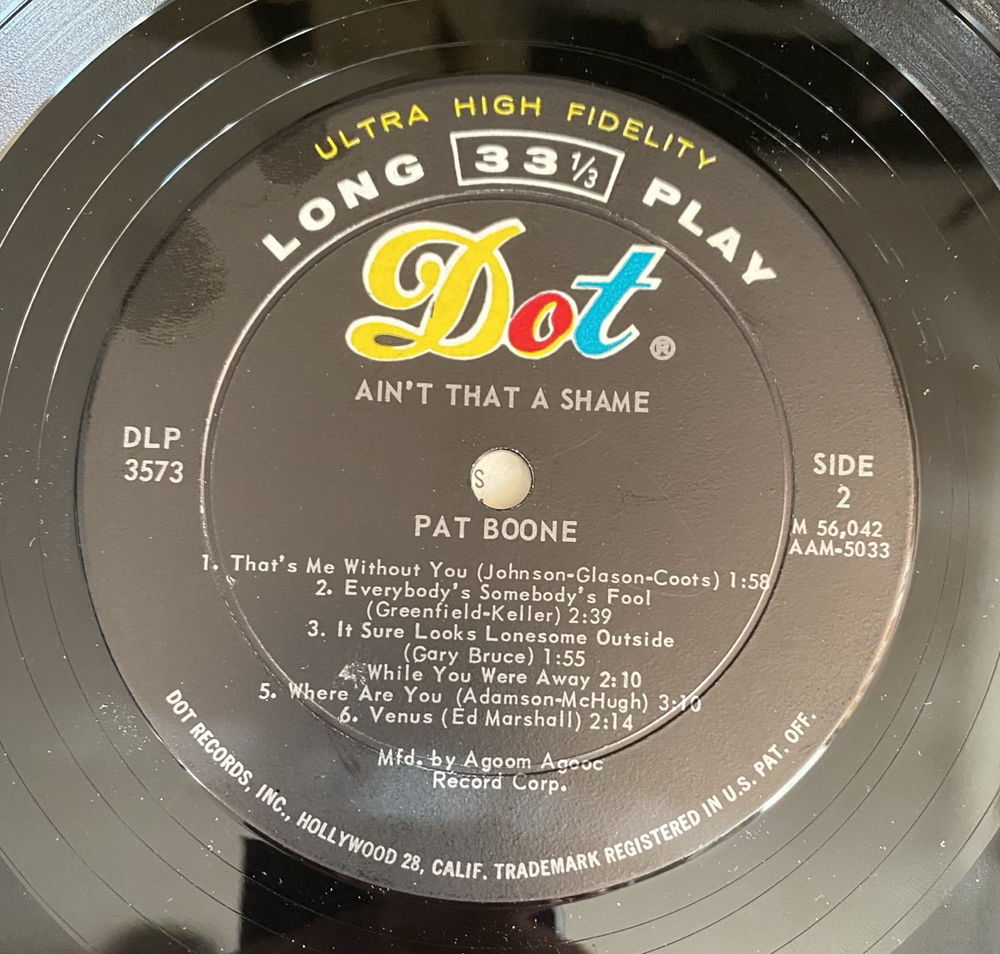 ULTRA HIGH FIDELITY
LONG 33 1/3 PLAY
Dot ®
AIN'T THAT A SHAME
DLP
3573
SIDE
2
M 56,042
AAM-5033
S
PAT BOONE
1. That's Me Without You (Johnson-Glason-Coots) 1:58
2. Everybody's Somebody's Fool
(Greenfield-Keller) 2:39
3. It Sure Looks Lonesome Outside
(Gary Bruce) 1:55
4. While You Were Away 2:10
5. Where Are You (Adamson-McHugh) 3:10
6. Venus (Ed Marshall) 2:14
Mfd. by Agoom Agooc
Record Corp.
DOT RECORDS, INC., HOLLYWOOD 28, CALIF. TRADEMARK REGISTERED IN U.S. PAT. OFF.